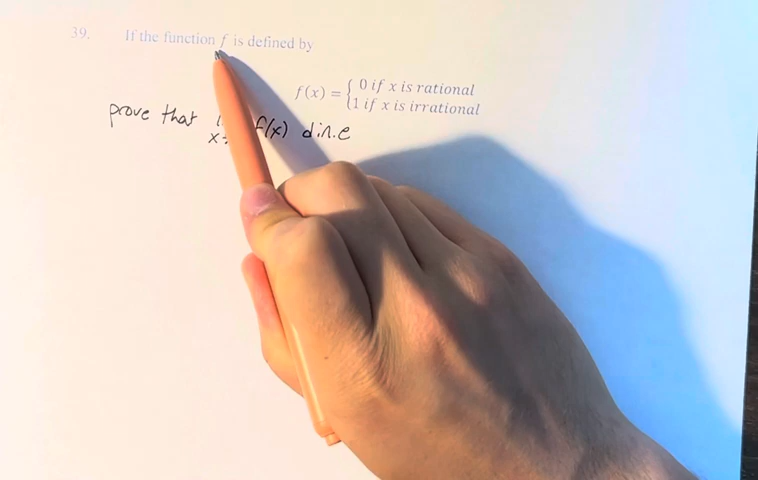 39. If the function f is defined by
f(x) = { 0 if x is rational
1 if x is irrational
prove that f(x) d.n.e
x